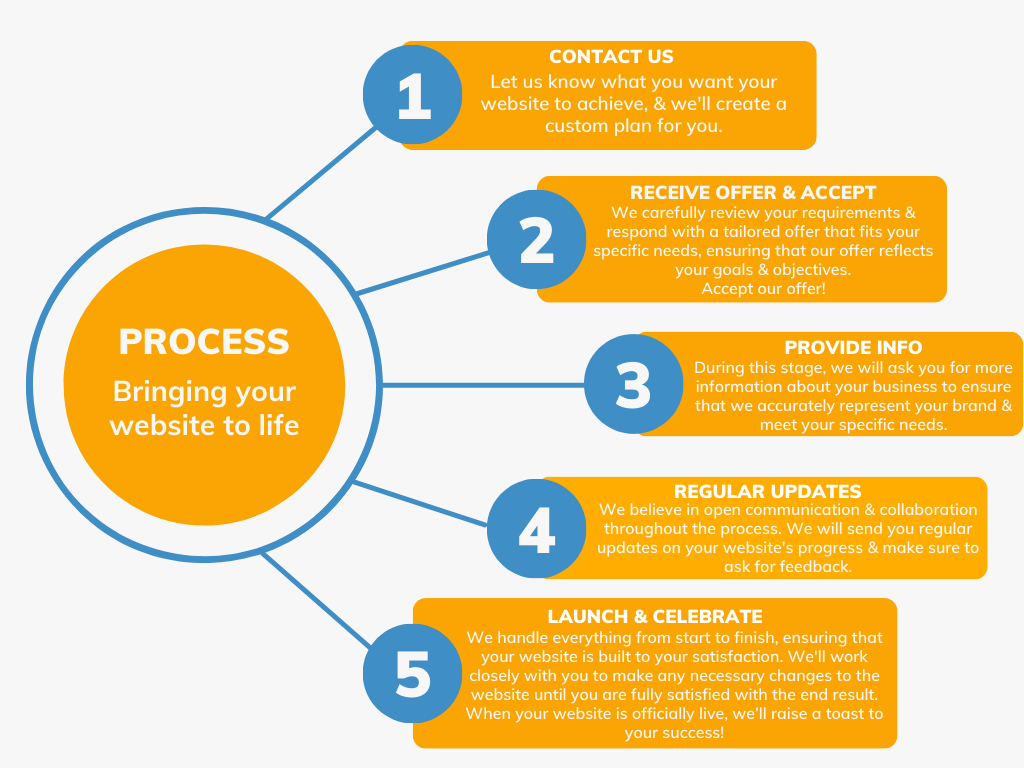 PROCESS
Bringing your
website to life
1
CONTACT US
Let us know what you want your
website to achieve, & we'll create a
custom plan for you.
2
RECEIVE OFFER & ACCEPT
We carefully review your requirements &
respond with a tailored offer that fits your
specific needs, ensuring that our offer reflects
your goals & objectives.
Accept our offer!
3
PROVIDE INFO
During this stage, we will ask you for more
information about your business to ensure
that we accurately represent your brand &
meet your specific needs.
4
REGULAR UPDATES
We believe in open communication & collaboration
throughout the process. We will send you regular
updates on your website's progress & make sure to
ask for feedback.
5
LAUNCH & CELEBRATE
We handle everything from start to finish, ensuring that
your website is built to your satisfaction. We'll work
closely with you to make any necessary changes to the
website until you are fully satisfied with the end result.
When your website is officially live, we’ll raise a toast to
your success!